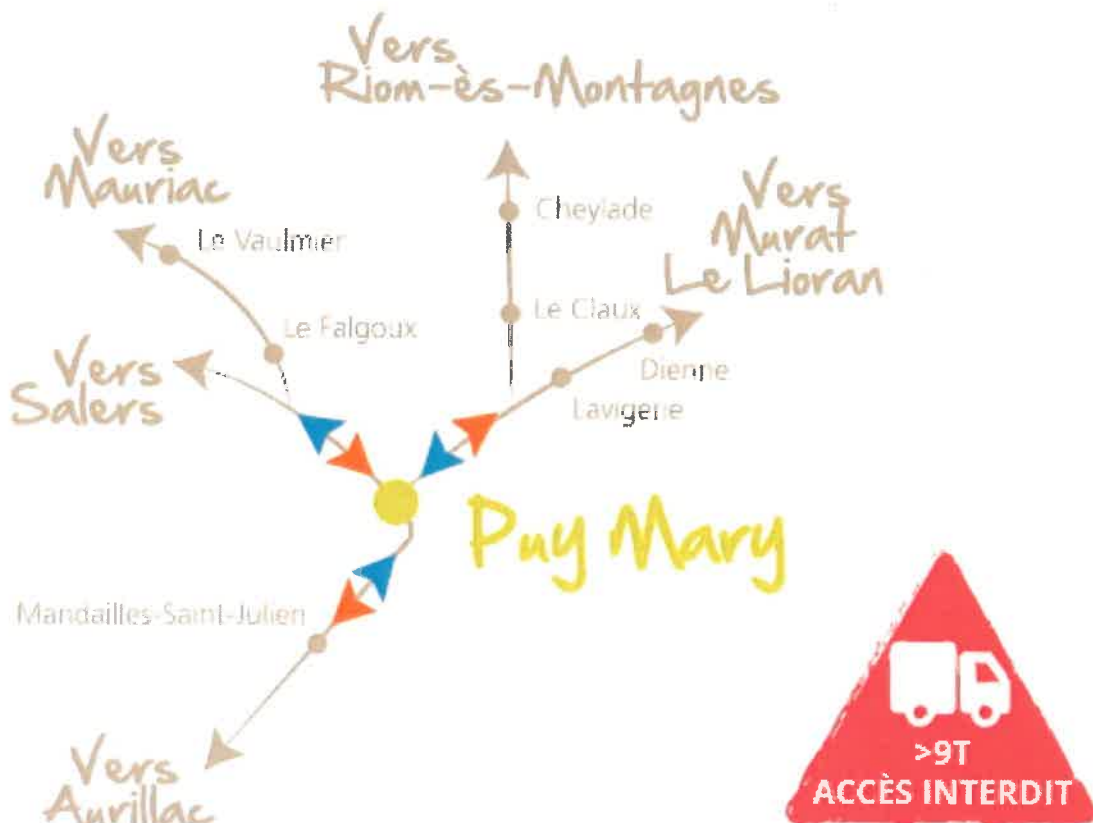 Vers
Riom-ès-Montagnes
Vers
Mauriac
Vers
Murat
Le Lioran
Cheylade
Le Vaulmier
Le Claux
Le Falgoux
Dienne
Vers
Salers
Lavigerie
Puy Mary
Mandailles-Saint-Julien
Vers
Aurillac
>9T
ACCÈS INTERDIT